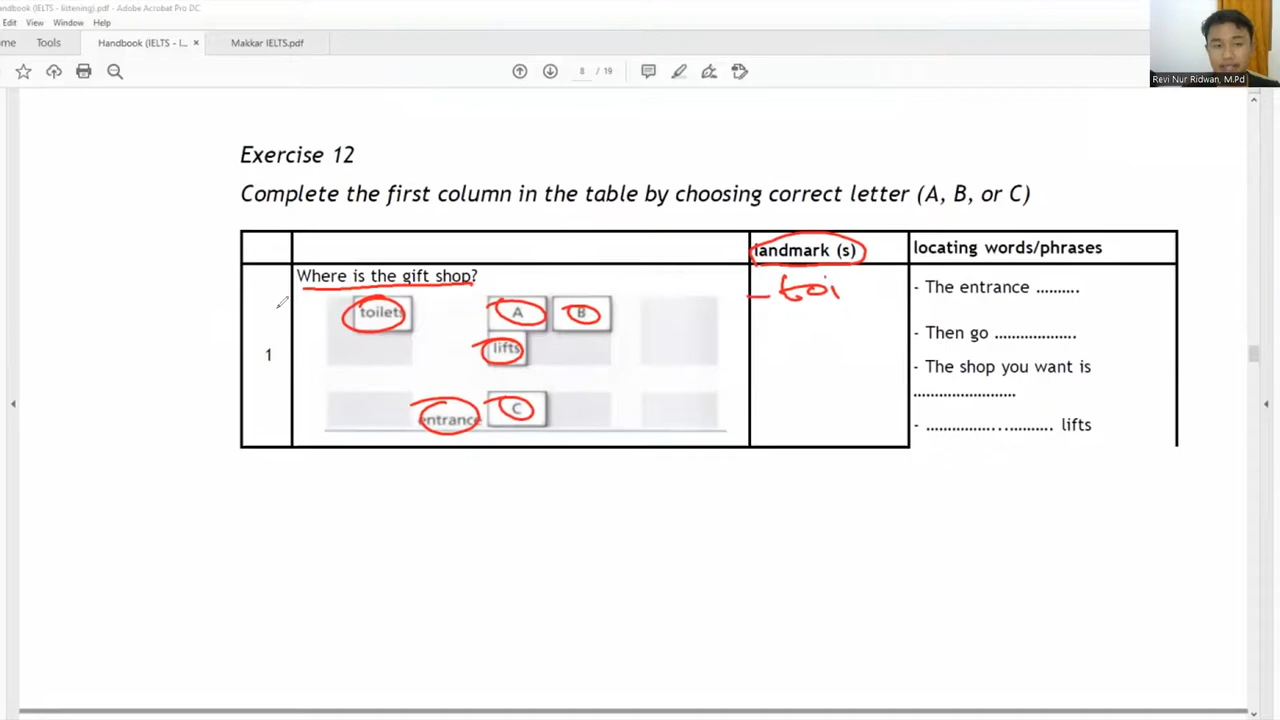 andbook (IELTS - listening).pdf - Adobe Acrobat Pro DC
Edit View Window Help
ome Tools Handbook (IELTS - l... × Makkar IELTS.pdf
8 / 19
Revi Nur Ridwan, M.Pd
Exercise 12
Complete the first column in the table by choosing correct letter (A, B, or C)
landmark (s) locating words/phrases
1
Where is the gift shop?
toilets A B
lifts
entrance C
- toi
- The entrance ..........
- Then go ...................
- The shop you want is
........................
- ............................ lifts